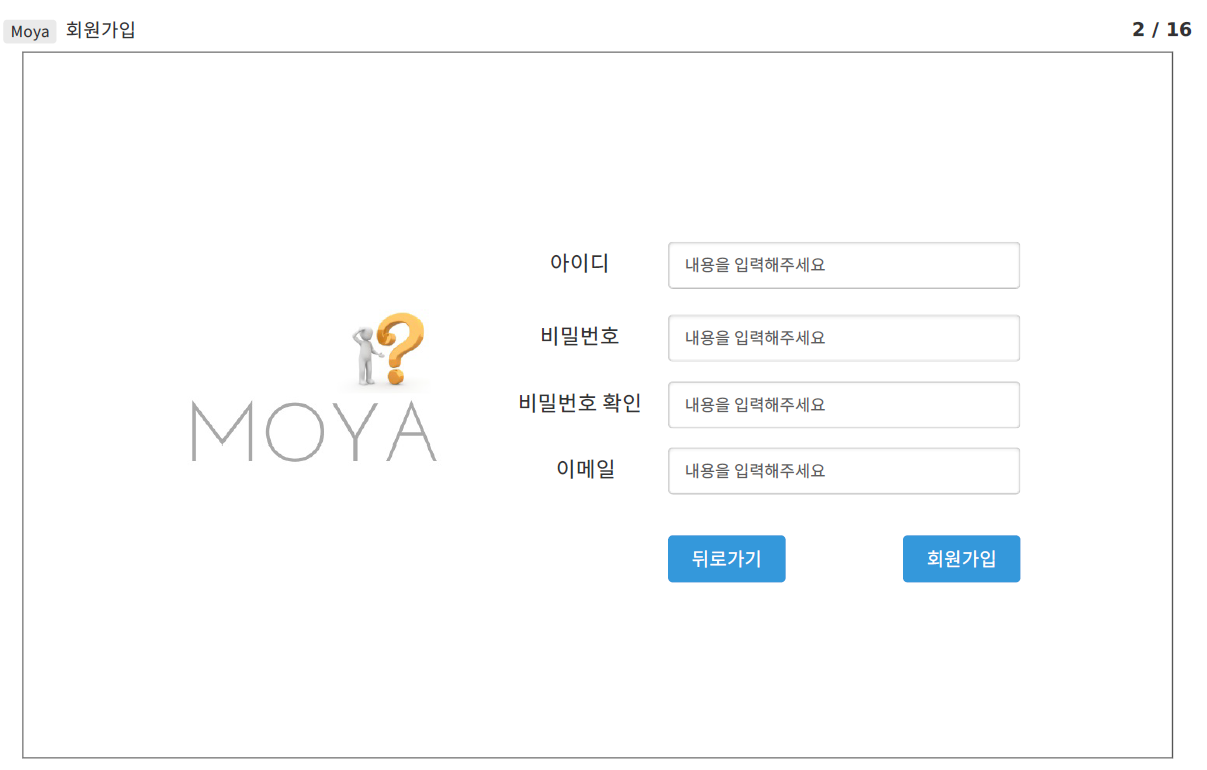 Moya 회원가입
2 / 16
아이디 내용을 입력해주세요
비밀번호 내용을 입력해주세요
비밀번호 확인 내용을 입력해주세요
이메일 내용을 입력해주세요
MOYA
뒤로가기 회원가입